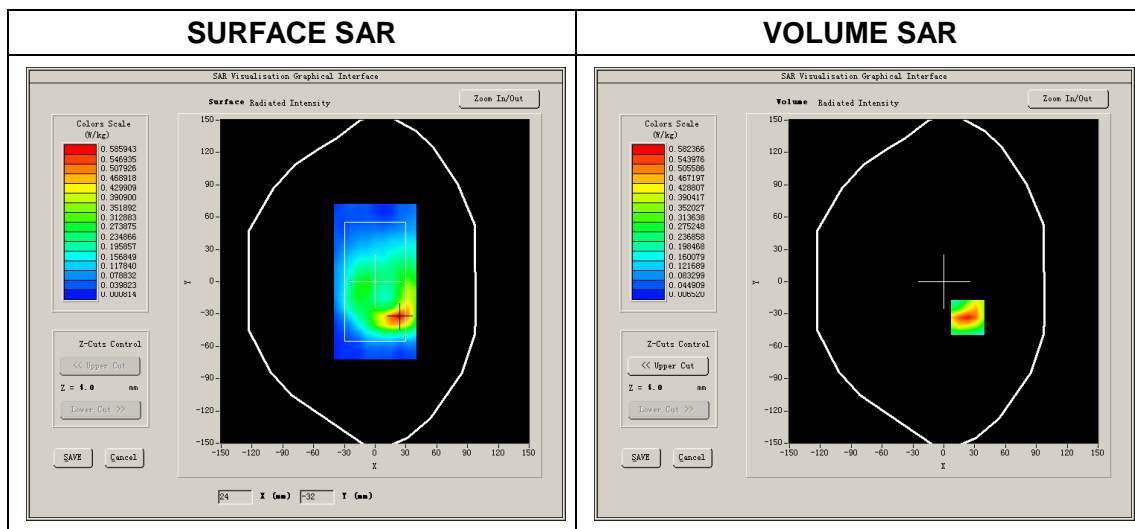 SURFACE SAR
SAR Visualisation Graphical Interface
Surface Radiated Intensity
Zoom In/Out
Colors Scale
(W/kg)
0.585943
0.546935
0.507926
0.468918
0.429909
0.390900
0.351892
0.312883
0.273875
0.234866
0.195857
0.156849
0.117840
0.078832
0.039823
0.000814
Z-Cuts Control
<< Upper Cut
Z = 4.0 mm
Lower Cut >>
SAVE
Cancel
150
120
90
60
30
0
-30
-60
-90
-120
-150
Y
-150 -120 -90 -60 -30 0 30 60 90 120 150
X
24 X (mm) -32 Y (mm)
VOLUME SAR
SAR Visualisation Graphical Interface
Volume Radiated Intensity
Zoom In/Out
Colors Scale
(W/kg)
0.582366
0.543976
0.505586
0.467197
0.428807
0.390417
0.352027
0.313638
0.275248
0.236858
0.198468
0.160079
0.121689
0.083299
0.044909
0.006520
Z-Cuts Control
<< Upper Cut
Z = 4.0 mm
Lower Cut >>
SAVE
Cancel
150
120
90
60
30
0
-30
-60
-90
-120
-150
Y
-150 -120 -90 -60 -30 0 30 60 90 120 150
X